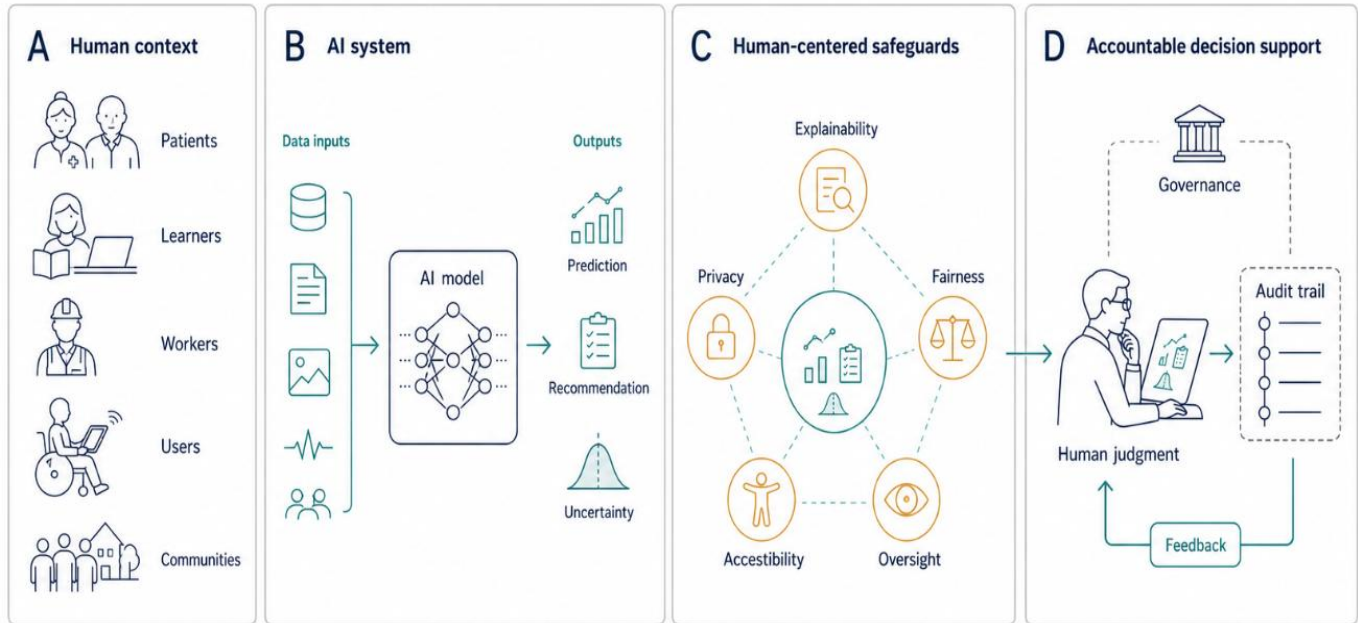 A Human context
Patients
Learners
Workers
Users
Communities
B AI system
Data inputs
Outputs
AI model
Prediction
Recommendation
Uncertainty
C Human-centered safeguards
Explainability
Privacy
Fairness
Accestibility
Oversight
D Accountable decision support
Governance
Audit trail
Human judgment
Feedback